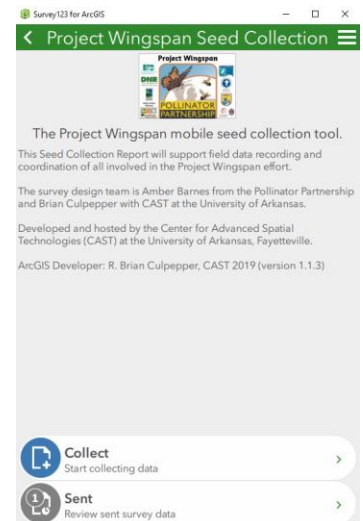 Survey123 for ArcGIS
Project Wingspan Seed Collection
Project Wingspan
DNR
POLLINATOR
PARTNERSHIP
The Project Wingspan mobile seed collection tool.
This Seed Collection Report will support field data recording and
coordination of all involved in the Project Wingspan effort.
The survey design team is Amber Barnes from the Pollinator Partnership
and Brian Culpepper with CAST at the University of Arkansas.
Developed and hosted by the Center for Advanced Spatial
Technologies (CAST) at the University of Arkansas, Fayetteville.
ArcGIS Developer: R. Brian Culpepper, CAST 2019 (version 1.1.3)
Collect
Start collecting data
1
Sent
Review sent survey data